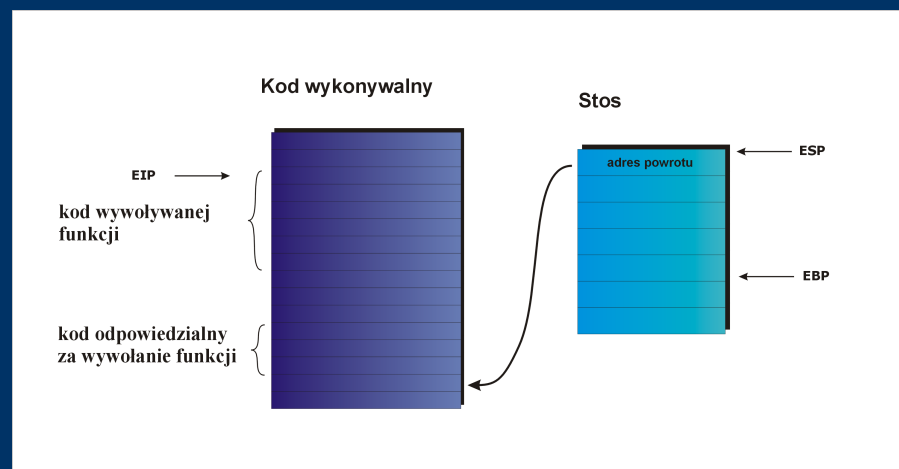 Kod wykonywalny
Stos
adres powrotu
ESP
EIP
kod wywoływanej
funkcji
EBP
kod odpowiedzialny
za wywołanie funkcji